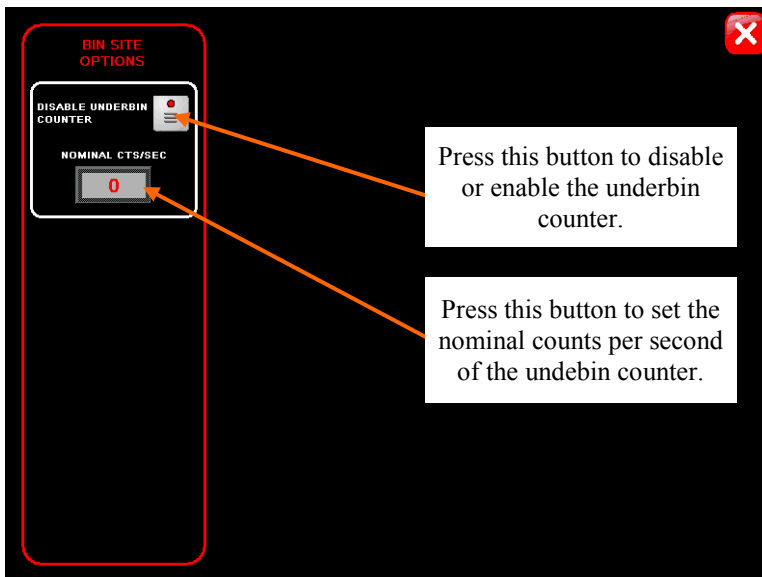 BIN SITE
OPTIONS
DISABLE UNDERBIN
COUNTER
NOMINAL CTS/SEC
0
Press this button to disable
or enable the underbin
counter.
Press this button to set the
nominal counts per second
of the undebin counter.